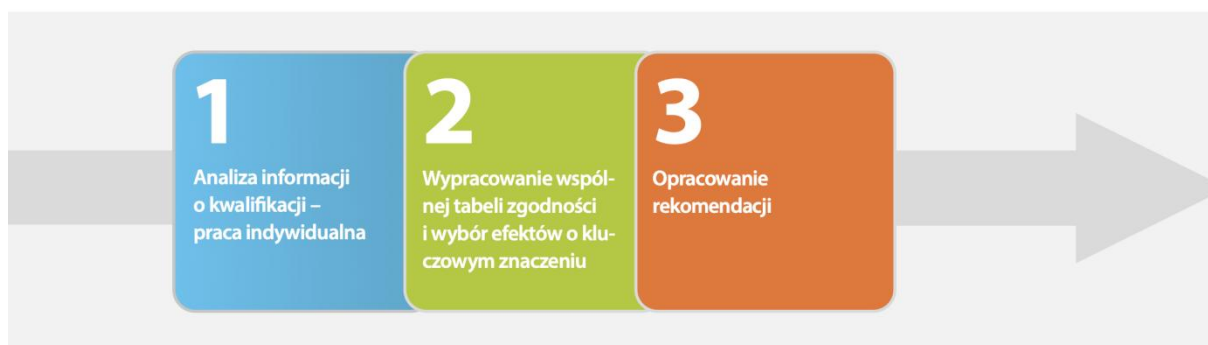 1
Analiza informacji
o kwalifikacji –
praca indywidualna
2
Wypracowanie wspól-
nej tabeli zgodności
i wybór efektów o klu-
czowym znaczeniu
3
Opracowanie
rekomendacji